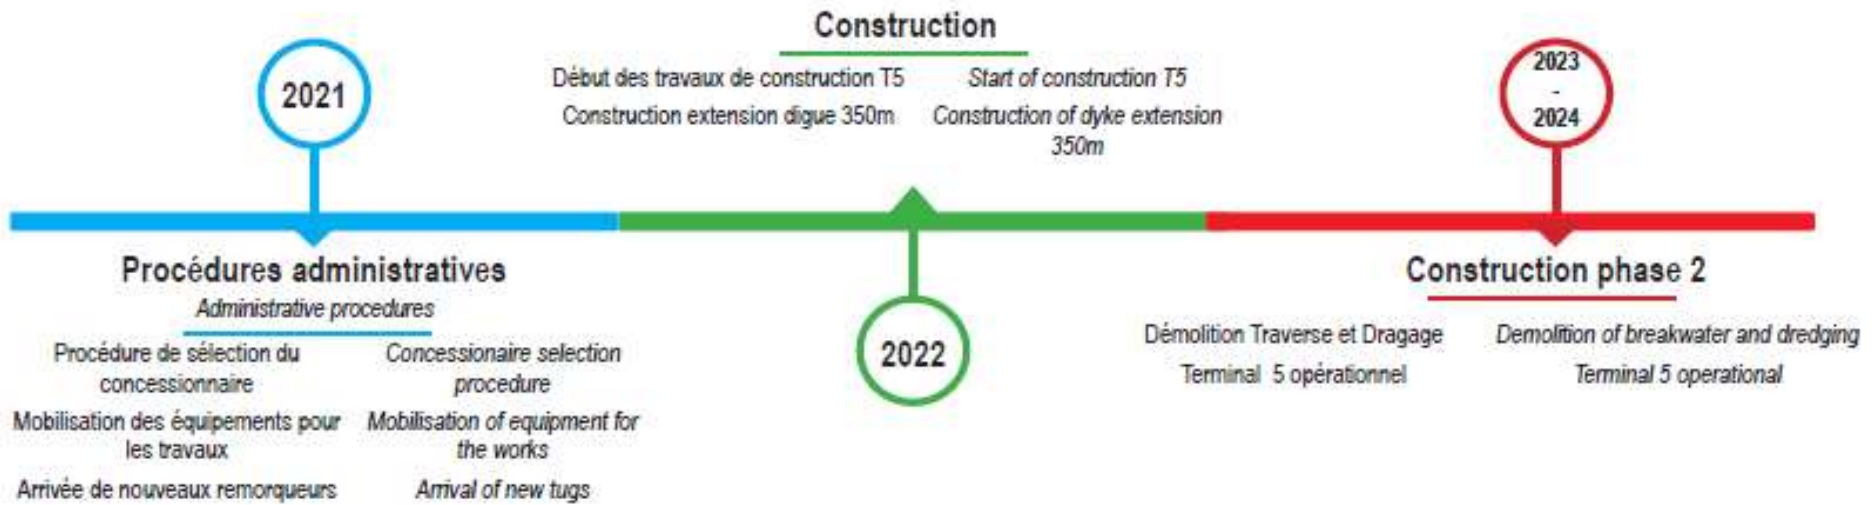 2021
Procédures administratives
Administrative procedures
Procédure de sélection du
concessionnaire
Concessionaire selection
procedure
Mobilisation des équipements pour
les travaux
Mobilisation of equipment for
the works
Arrivée de nouveaux remorqueurs
Arrival of new tugs
Construction
Début des travaux de construction T5
Start of construction T5
Construction extension digue 350m
Construction of dyke extension
350m
2022
2023
-
2024
Construction phase 2
Démolition Traverse et Dragage
Demolition of breakwater and dredging
Terminal 5 opérationnel
Terminal 5 operational